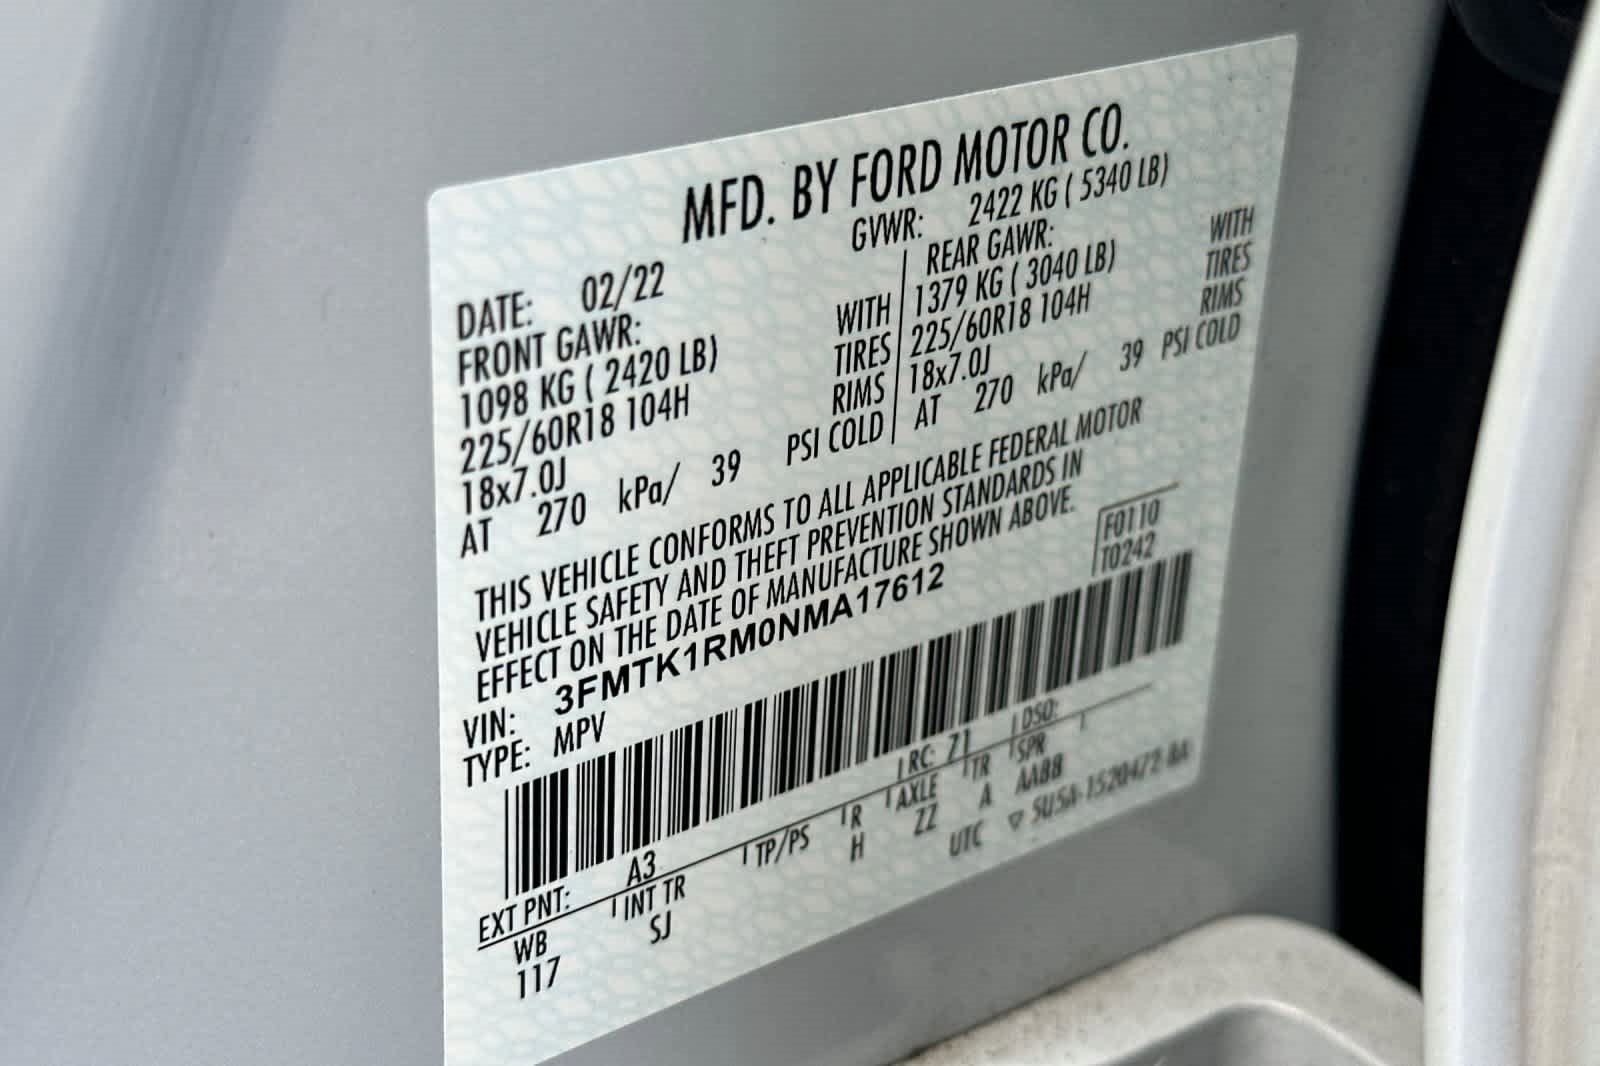 MFD. BY FORD MOTOR CO.
DATE: 02/22 GVWR: 2422 KG ( 5340 LB)
FRONT GAWR: REAR GAWR:
1098 KG ( 2420 LB) WITH 1379 KG ( 3040 LB) WITH
225/60R18 104H TIRES 225/60R18 104H TIRES
18x7.0J RIMS 18x7.0J RIMS
AT 270 kPa/ 39 PSI COLD AT 270 kPa/ 39 PSI COLD
THIS VEHICLE CONFORMS TO ALL APPLICABLE FEDERAL MOTOR
VEHICLE SAFETY AND THEFT PREVENTION STANDARDS IN
EFFECT ON THE DATE OF MANUFACTURE SHOWN ABOVE.
VIN: 3FMTK1RM0NMA17612 F0110
TYPE: MPV T0242
EXT PNT: A3 RC: Z1 DSO:
WB INT TR TP/PS R AXLE TR SPR
117 SJ H ZZ A AA88
UTC ▽ 5U5A-1520472-BA